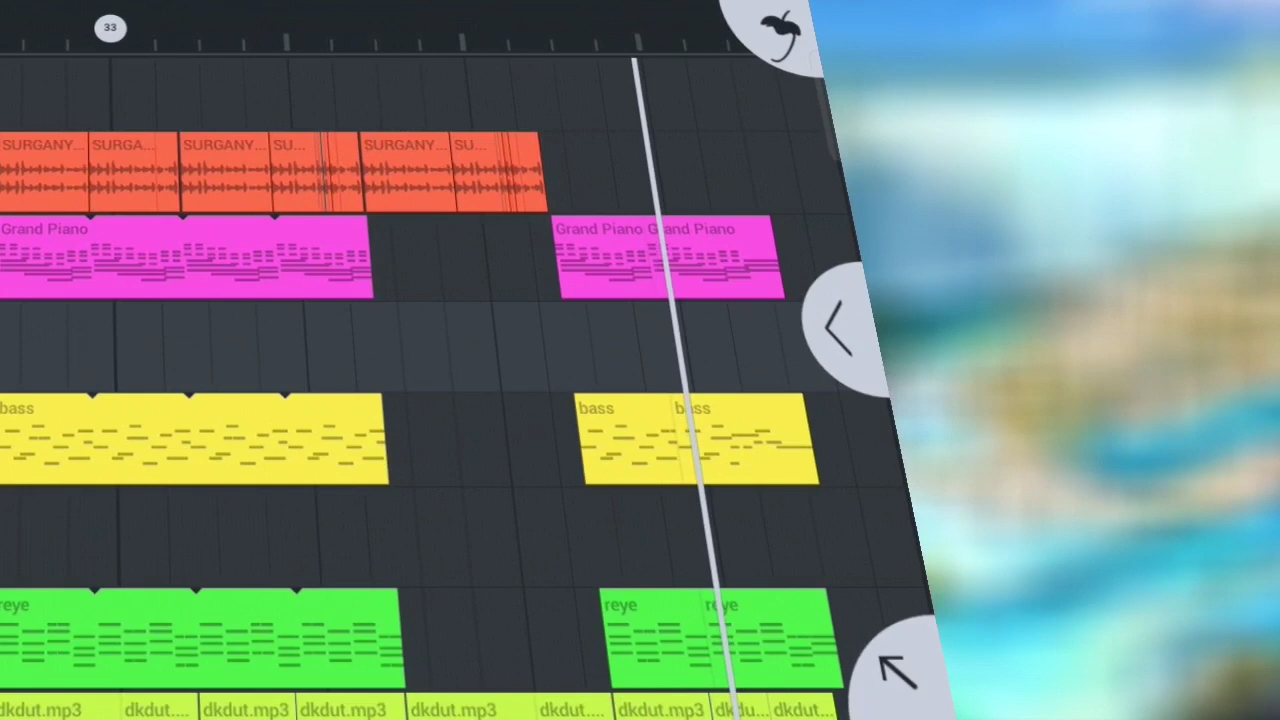 33
SURGANY... SURGA... SURGANY... SU... SURGANY... SU...
Grand Piano Grand Piano Grand Piano
bass bass bass
reye reye reye
dkdut.mp3 dkdut.... dkdut.mp3 dkdut.mp3 dkdut.mp3 dkdut.... dkdut.mp3 dkdu... dkdut...